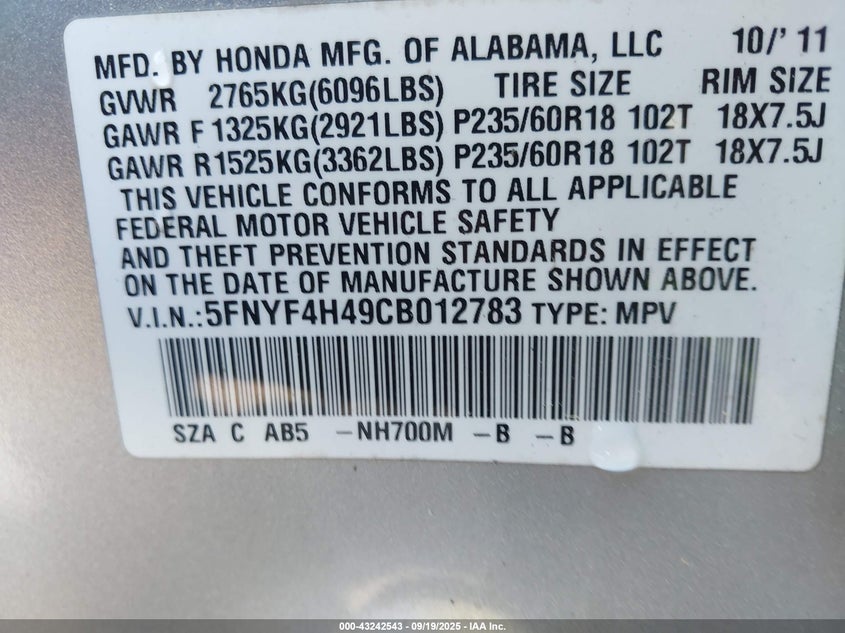 MFD. BY HONDA MFG. OF ALABAMA, LLC 10/' 11
GVWR 2765KG(6096LBS) TIRE SIZE RIM SIZE
GAWR F1325KG(2921LBS) P235/60R18 102T 18X7.5J
GAWR R1525KG(3362LBS) P235/60R18 102T 18X7.5J
THIS VEHICLE CONFORMS TO ALL APPLICABLE
FEDERAL MOTOR VEHICLE SAFETY
AND THEFT PREVENTION STANDARDS IN EFFECT
ON THE DATE OF MANUFACTURE SHOWN ABOVE.
V.I.N.:5FNYF4H49CB012783 TYPE: MPV
SZA C AB5 -NH700M -B -B
000-43242543 - 09/19/2025 - IAA Inc.